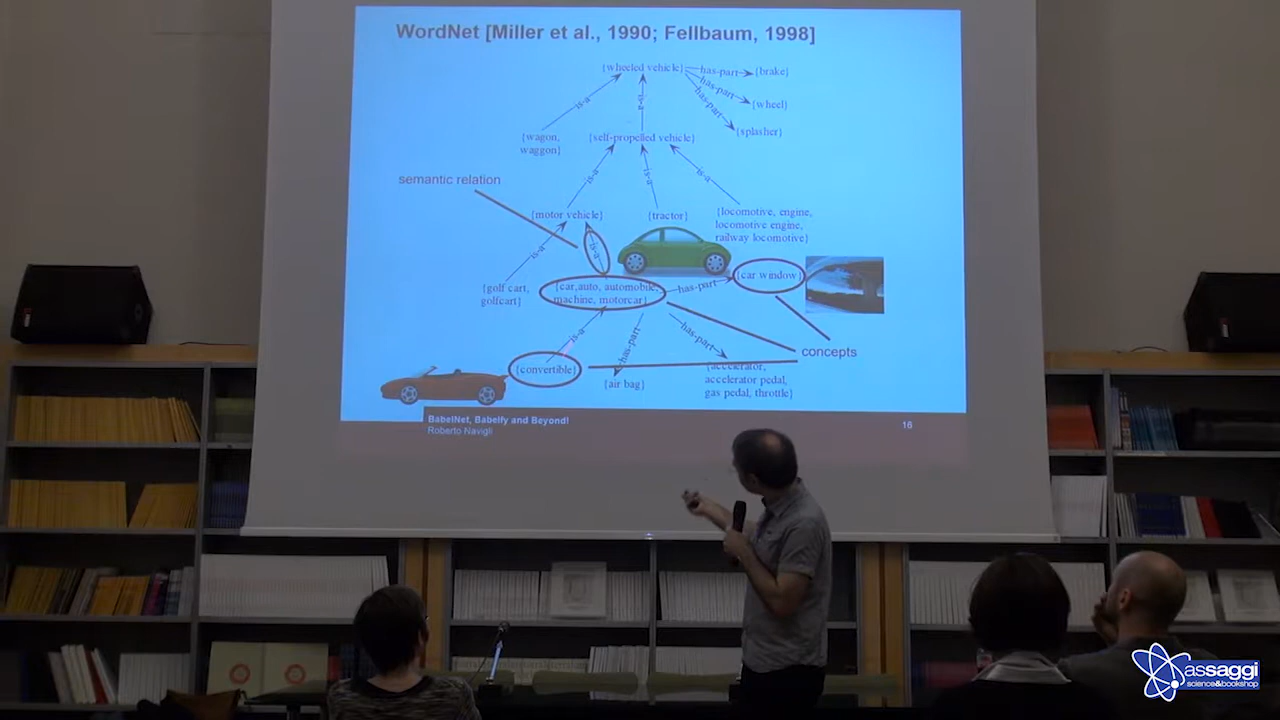 WordNet [Miller et al., 1990; Fellbaum, 1998]
{wheeled vehicle}
has-part
{brake}
has-part
{wheel}
has-part
{splasher}
is-a
is-a
{wagon,
waggon}
{self-propelled vehicle}
semantic relation
is-a
is-a
is-a
{motor vehicle}
{tractor}
{locomotive, engine,
locomotive engine,
railway locomotive}
is-a
is-a
{golf cart,
golfcart}
{car,auto, automobile,
machine, motorcar}
has-part
{car window}
is-a
has-part
has-part
concepts
{convertible}
{air bag}
{accelerator,
accelerator pedal,
gas pedal, throttle}
BabelNet, Babelfy and Beyond!
Roberto Navigli
16
assaggi
science&bookshop